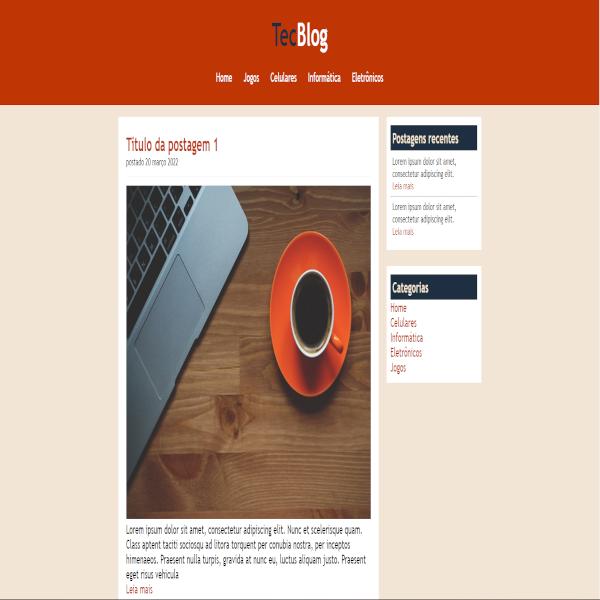 TecBlog
Home Jogos Celulares Informática Eletrônicos
Título da postagem 1
postado 20 março 2022
Lorem ipsum dolor sit amet, consectetur adipiscing elit. Nunc et scelerisque quam.
Class aptent taciti sociosqu ad litora torquent per conubia nostra, per inceptos
himenaeos. Praesent nulla turpis, gravida at nunc eu, luctus aliquam justo. Praesent
eget risus vehicula
Leia mais
Postagens recentes
Lorem ipsum dolor sit amet,
consectetur adipiscing elit.
Leia mais
Lorem ipsum dolor sit amet,
consectetur adipiscing elit.
Leia mais
Categorias
Home
Celulares
Informatica
Eletrônicos
Jogos